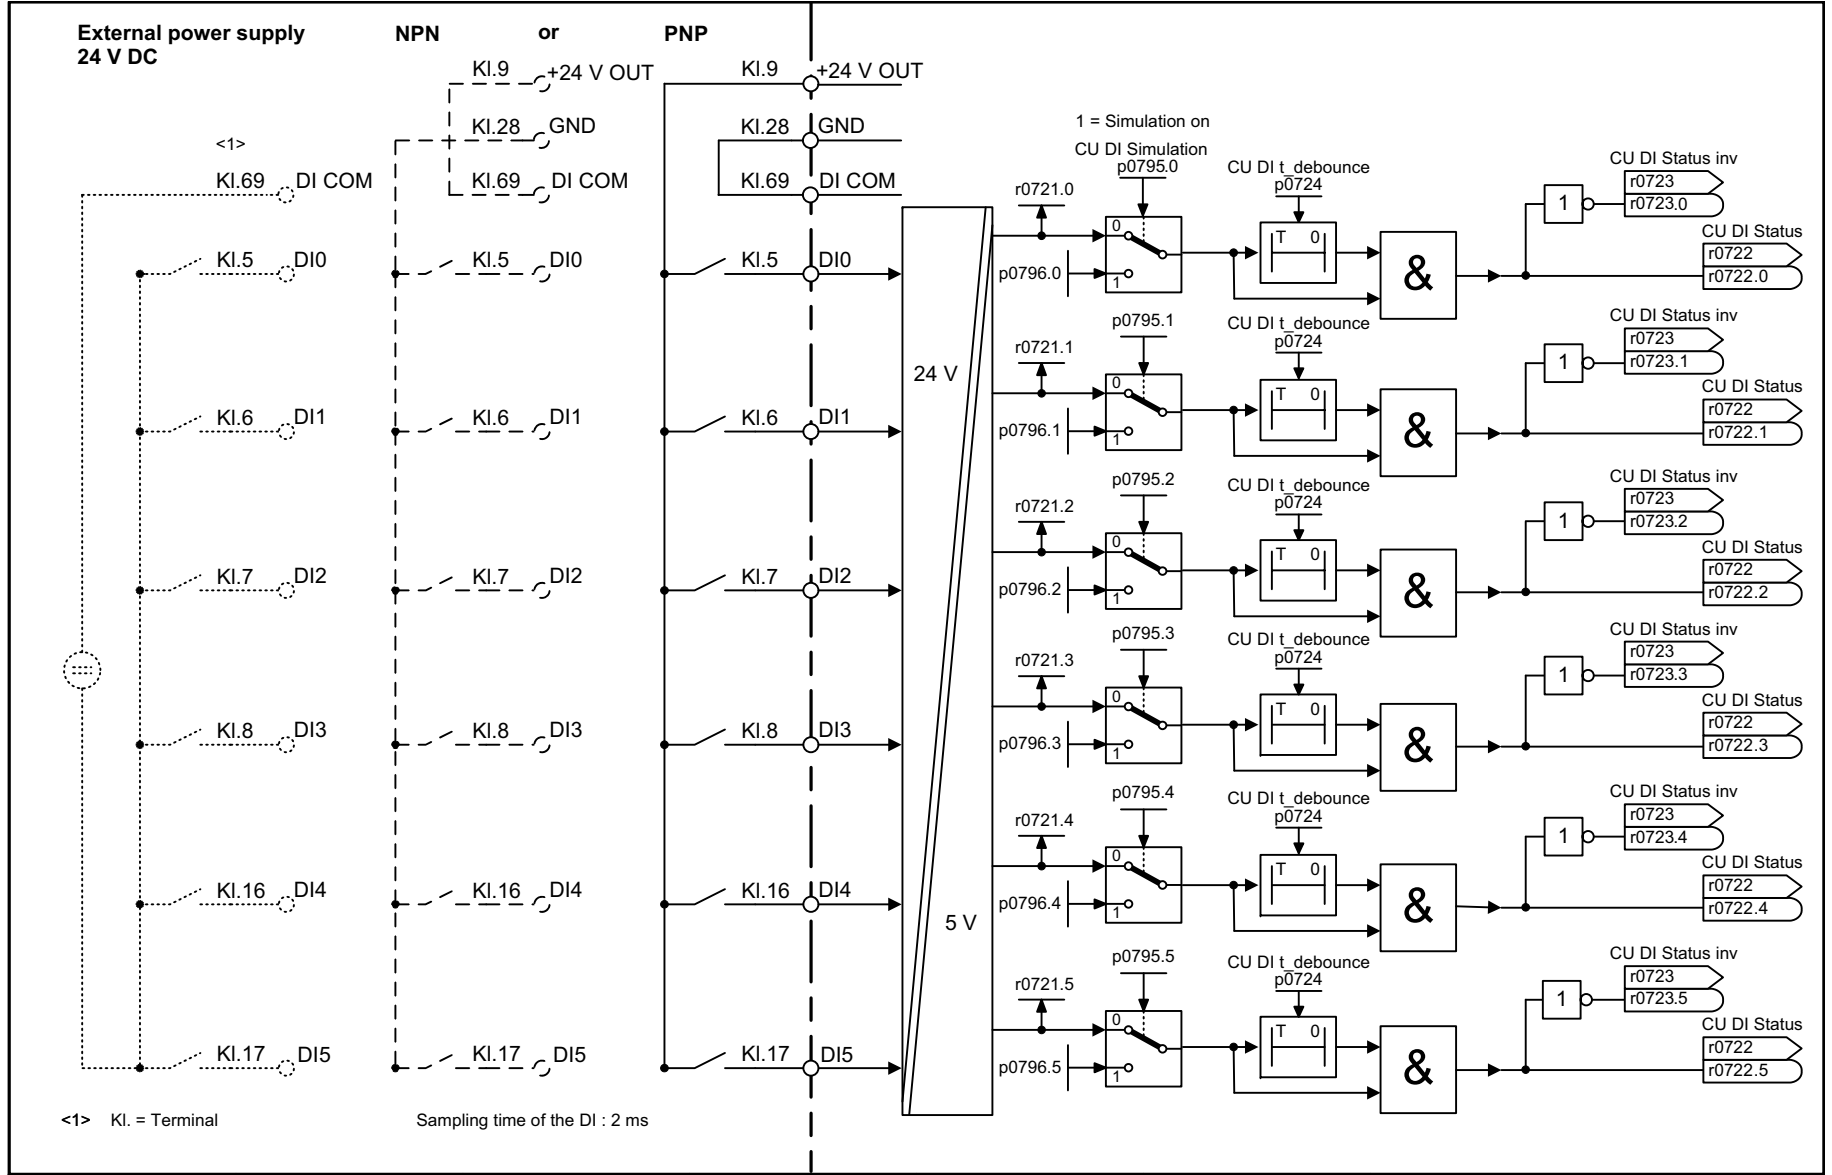 External power supply
24 V DC
NPN or PNP
Kl.9 +24 V OUT
Kl.28 GND
Kl.69 DI COM
<1>
Kl.69 DI COM
Kl.5 DI0
Kl.6 DI1
Kl.7 DI2
Kl.8 DI3
Kl.16 DI4
Kl.17 DI5
Kl.5 DI0
Kl.6 DI1
Kl.7 DI2
Kl.8 DI3
Kl.16 DI4
Kl.17 DI5
Kl.9 +24 V OUT
Kl.28 GND
Kl.69 DI COM
Kl.5 DI0
Kl.6 DI1
Kl.7 DI2
Kl.8 DI3
Kl.16 DI4
Kl.17 DI5
24 V
5 V
1 = Simulation on
CU DI Simulation
p0795.0
r0721.0
0
p0796.0
1
CU DI t_debounce
p0724
T 0
&
1
CU DI Status inv
r0723
r0723.0
CU DI Status
r0722
r0722.0
p0795.1
r0721.1
0
p0796.1
1
CU DI t_debounce
p0724
T 0
&
1
CU DI Status inv
r0723
r0723.1
CU DI Status
r0722
r0722.1
p0795.2
r0721.2
0
p0796.2
1
CU DI t_debounce
p0724
T 0
&
1
CU DI Status inv
r0723
r0723.2
CU DI Status
r0722
r0722.2
p0795.3
r0721.3
0
p0796.3
1
CU DI t_debounce
p0724
T 0
&
1
CU DI Status inv
r0723
r0723.3
CU DI Status
r0722
r0722.3
p0795.4
r0721.4
0
p0796.4
1
CU DI t_debounce
p0724
T 0
&
1
CU DI Status inv
r0723
r0723.4
CU DI Status
r0722
r0722.4
p0795.5
r0721.5
0
p0796.5
1
CU DI t_debounce
p0724
T 0
&
1
CU DI Status inv
r0723
r0723.5
CU DI Status
r0722
r0722.5
<1> Kl. = Terminal
Sampling time of the DI : 2 ms